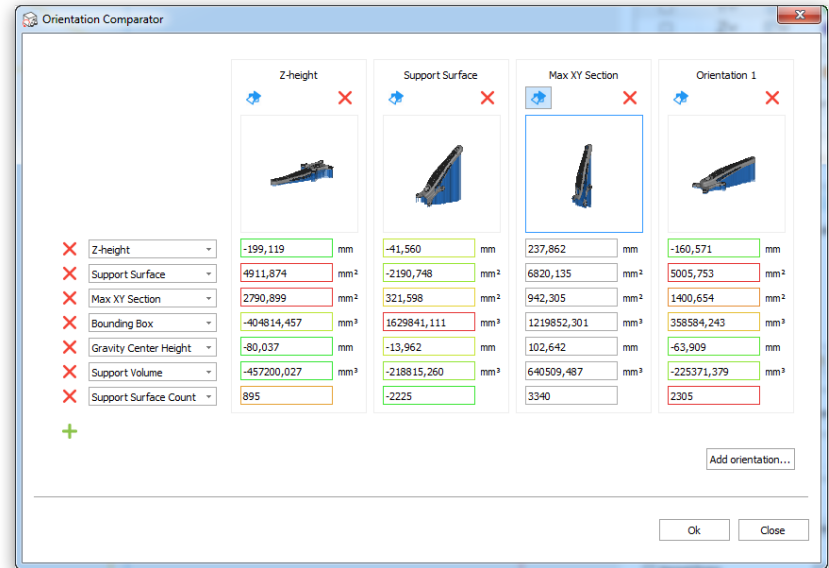 Orientation Comparator
Z-height Support Surface Max XY Section Orientation 1
Z-height -199,119 mm -41,560 mm 237,862 mm -160,571 mm
Support Surface 4911,874 mm² -2190,748 mm² 6820,135 mm² 5005,753 mm²
Max XY Section 2790,899 mm² 321,598 mm² 942,305 mm² 1400,654 mm²
Bounding Box -404814,457 mm³ 1629841,111 mm³ 1219852,301 mm³ 358584,243 mm³
Gravity Center Height -80,037 mm -13,962 mm 102,642 mm -63,909 mm
Support Volume -457200,027 mm³ -218815,260 mm³ 640509,487 mm³ -225371,379 mm³
Support Surface Count 895 -2225 3340 2305
Add orientation...
Ok Close